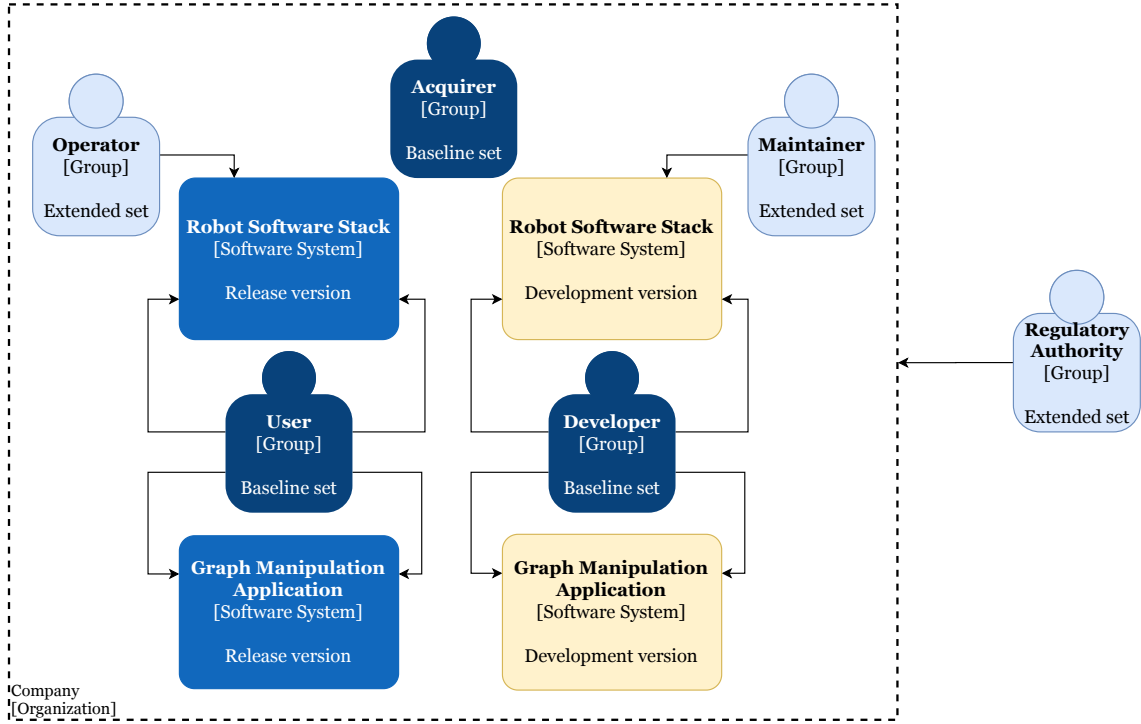 Acquirer
[Group]
Baseline set
Operator
[Group]
Extended set
Maintainer
[Group]
Extended set
Robot Software Stack
[Software System]
Release version
Robot Software Stack
[Software System]
Development version
Regulatory
Authority
[Group]
Extended set
User
[Group]
Baseline set
Developer
[Group]
Baseline set
Graph Manipulation
Application
[Software System]
Release version
Graph Manipulation
Application
[Software System]
Development version
Company
[Organization]